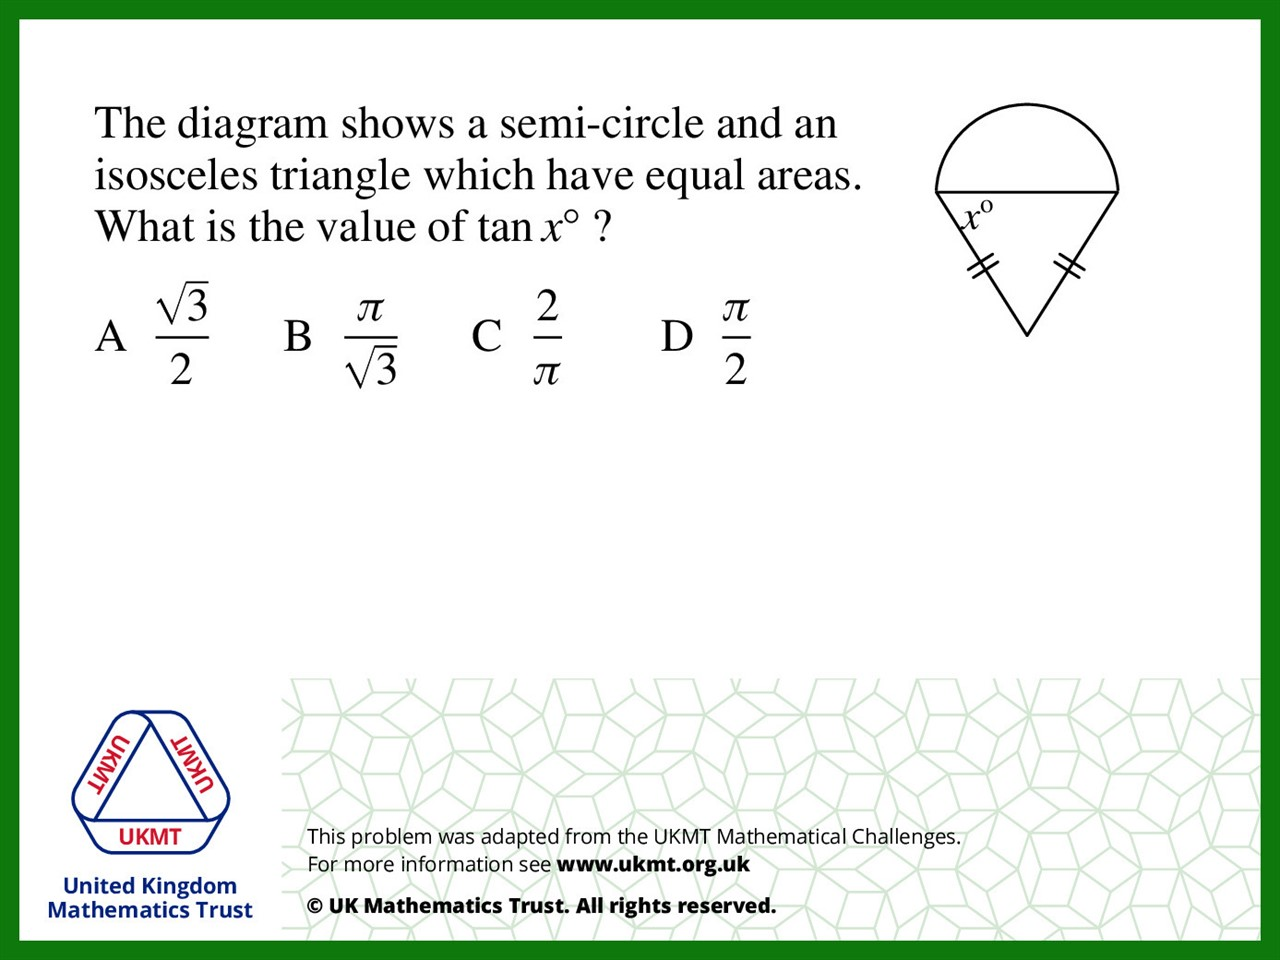 The diagram shows a semi-circle and an
isosceles triangle which have equal areas.
What is the value of tan x° ?
A √3/2 B π/√3 C 2/π D π/2
x°
UKMT UKMT
UKMT
United Kingdom
Mathematics Trust
This problem was adapted from the UKMT Mathematical Challenges.
For more information see www.ukmt.org.uk
© UK Mathematics Trust. All rights reserved.